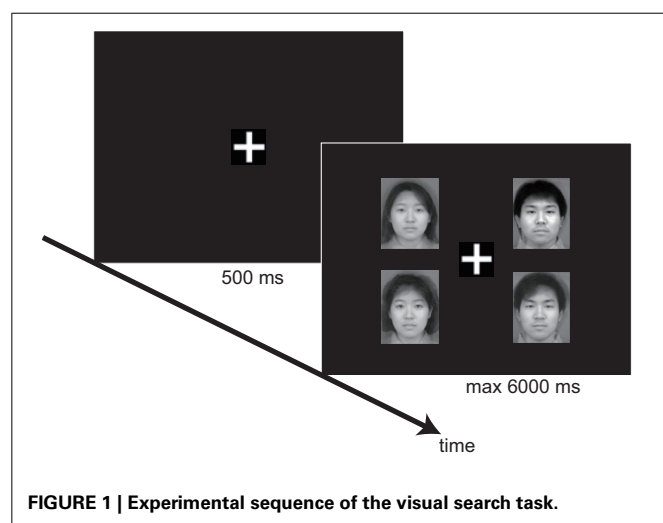 500 ms
max 6000 ms
time
FIGURE 1 | Experimental sequence of the visual search task.